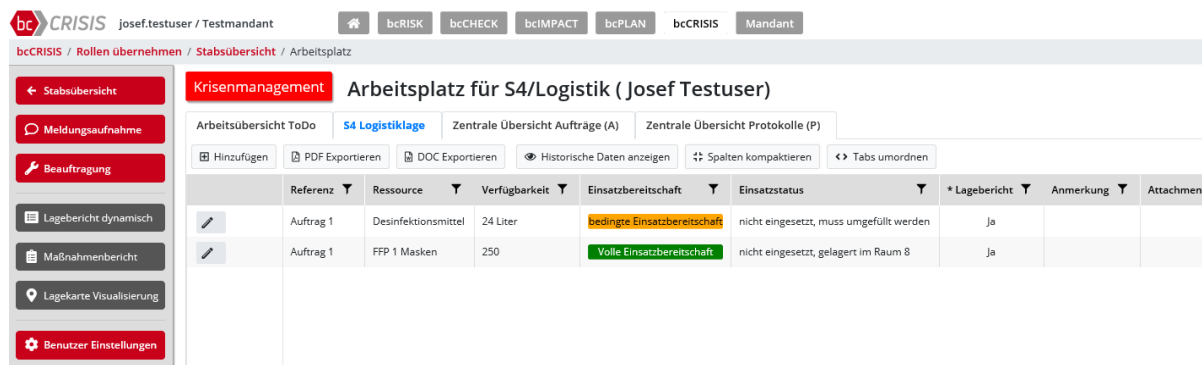 bc CRISIS josef.testuser / Testmandant bcRISK bcCHECK bcIMPACT bcPLAN bcCRISIS Mandant
bcCRISIS / Rollen übernehmen / Stabsübersicht / Arbeitsplatz
Stabsübersicht
Meldungsaufnahme
Beauftragung
Lagebericht dynamisch
Maßnahmenbericht
Lagekarte Visualisierung
Benutzer Einstellungen
Krisenmanagement Arbeitsplatz für S4/Logistik ( Josef Testuser)
Arbeitsübersicht ToDo S4 Logistiklage Zentrale Übersicht Aufträge (A) Zentrale Übersicht Protokolle (P)
Hinzufügen PDF Exportieren DOC Exportieren Historische Daten anzeigen Spalten kompaktieren Tabs umordnen
Referenz Ressource Verfügbarkeit Einsatzbereitschaft Einsatzstatus * Lagebericht Anmerkung Attachmen
Auftrag 1 Desinfektionsmittel 24 Liter bedingte Einsatzbereitschaft nicht eingesetzt, muss umgefüllt werden Ja
Auftrag 1 FFP 1 Masken 250 Volle Einsatzbereitschaft nicht eingesetzt, gelagert im Raum 8 Ja